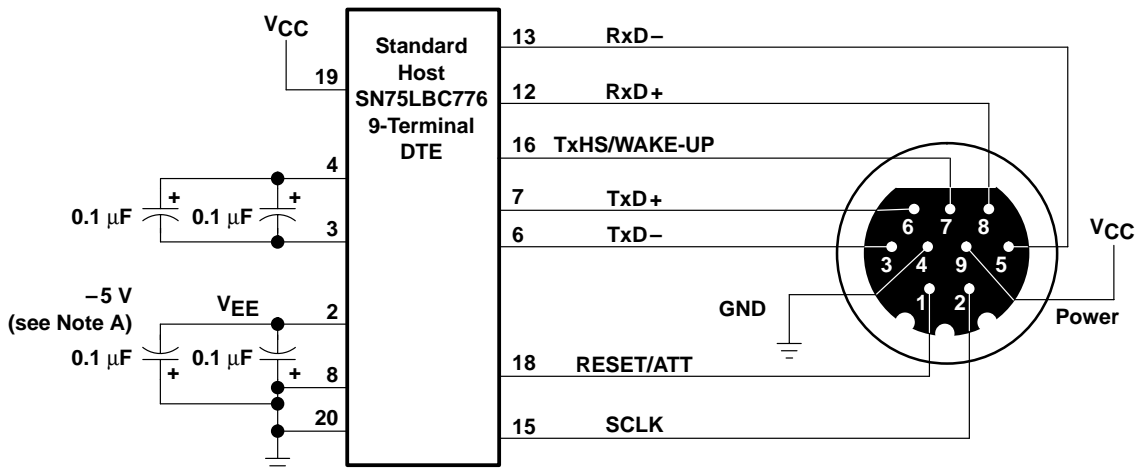 VCC
19
Standard
Host
SN75LBC776
9-Terminal
DTE
13 RxD–
12 RxD+
16 TxHS/WAKE-UP
7 TxD+
6 TxD–
4
+ +
0.1 μF 0.1 μF
3
–5 V
(see Note A)
VEE
2
0.1 μF 0.1 μF
+ +
8
20
18 RESET/ATT
15 SCLK
6 7 8
3 4 9 5
1 2
GND
VCC
Power